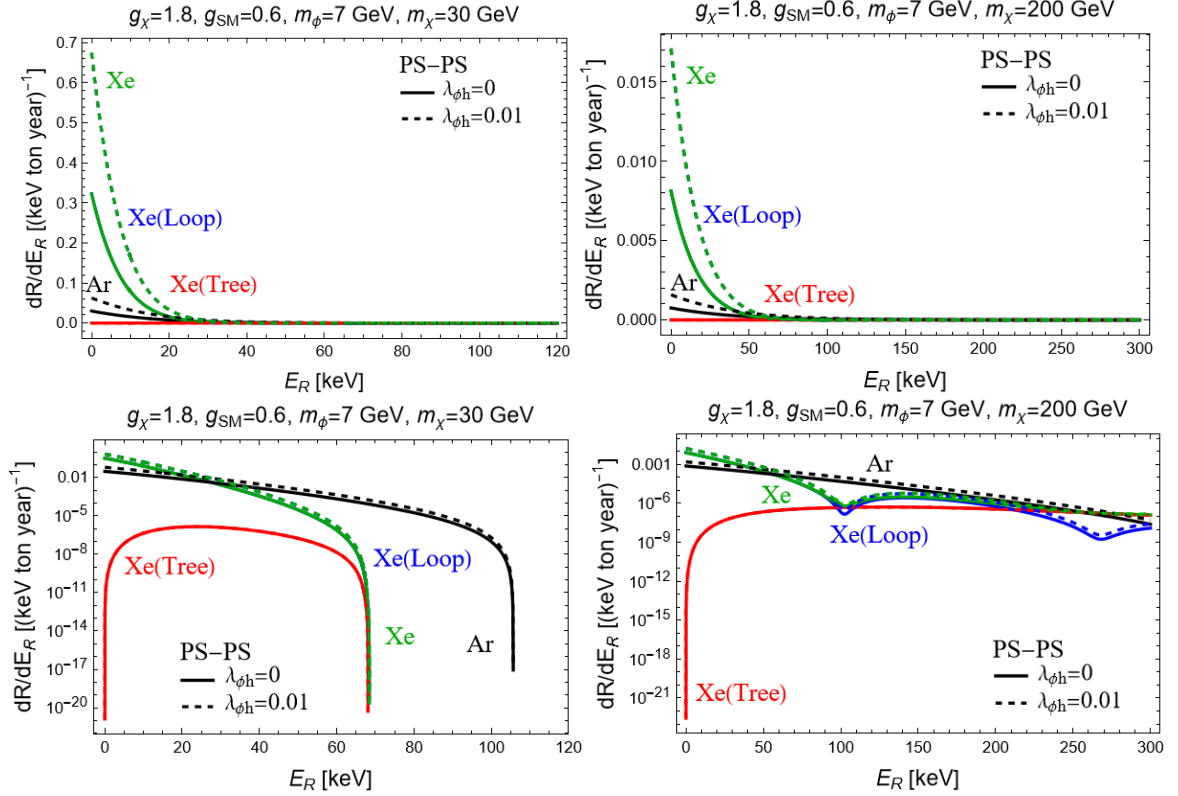 gχ=1.8, gSM=0.6, mϕ=7 GeV, mχ=30 keV
0.7
0.6
0.5
0.4
0.3
0.2
0.1
0.0
dR/dE_R [(keV ton year)⁻¹]
Xe
PS–PS
λϕh=0
λϕh=0.01
Xe(Loop)
Ar
Xe(Tree)
0 20 40 60 80 100 120
E_R [keV]
gχ=1.8, gSM=0.6, mϕ=7 GeV, mχ=200 GeV
0.015
0.010
0.005
0.000
dR/dE_R [(keV ton year)⁻¹]
Xe
PS–PS
λϕh=0
λϕh=0.01
Xe(Loop)
Ar
Xe(Tree)
0 50 100 150 200 250 300
E_R [keV]
gχ=1.8, gSM=0.6, mϕ=7 GeV, mχ=30 GeV
0.01
10⁻⁵
10⁻⁸
10⁻¹¹
10⁻¹⁴
10⁻¹⁷
10⁻²⁰
dR/dE_R [(keV ton year)⁻¹]
Xe(Tree)
Xe(Loop)
Xe
Ar
PS–PS
λϕh=0
λϕh=0.01
0 20 40 60 80 100 120
E_R [keV]
gχ=1.8, gSM=0.6, mϕ=7 GeV, mχ=200 GeV
0.001
10⁻⁶
10⁻⁹
10⁻¹²
10⁻¹⁵
10⁻¹⁸
10⁻²¹
dR/dE_R [(keV ton year)⁻¹]
Ar
Xe
Xe(Loop)
Xe(Tree)
PS–PS
λϕh=0
λϕh=0.01
0 50 100 150 200 250 300
E_R [keV]